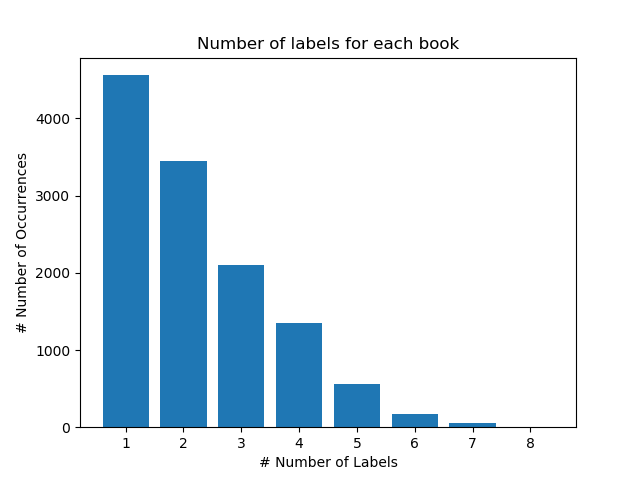 Number of labels for each book
# Number of Occurrences
4000
3000
2000
1000
0
1 2 3 4 5 6 7 8
# Number of Labels